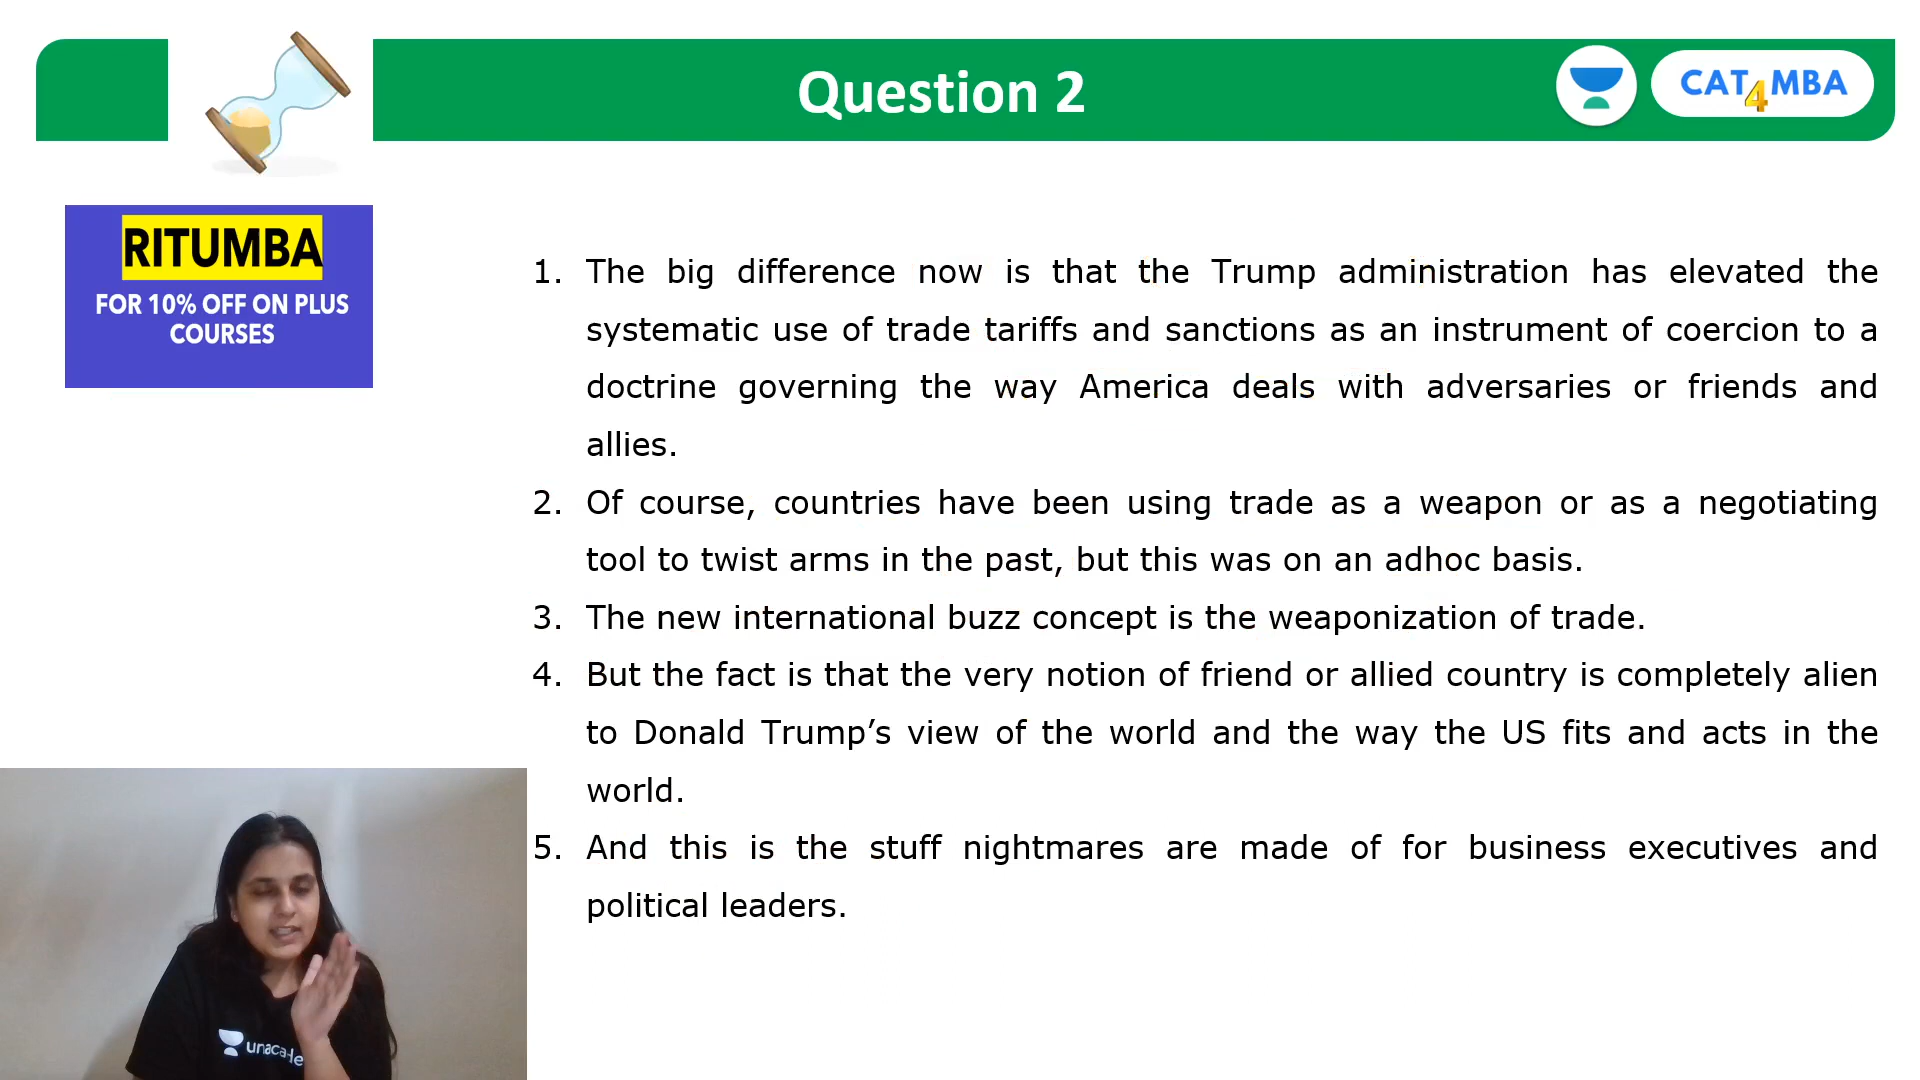 Question 2
CAT4MBA
RITUMBA
FOR 10% OFF ON PLUS
COURSES
1. The big difference now is that the Trump administration has elevated the
systematic use of trade tariffs and sanctions as an instrument of coercion to a
doctrine governing the way America deals with adversaries or friends and
allies.
2. Of course, countries have been using trade as a weapon or as a negotiating
tool to twist arms in the past, but this was on an adhoc basis.
3. The new international buzz concept is the weaponization of trade.
4. But the fact is that the very notion of friend or allied country is completely alien
to Donald Trump’s view of the world and the way the US fits and acts in the
world.
5. And this is the stuff nightmares are made of for business executives and
political leaders.
unacade